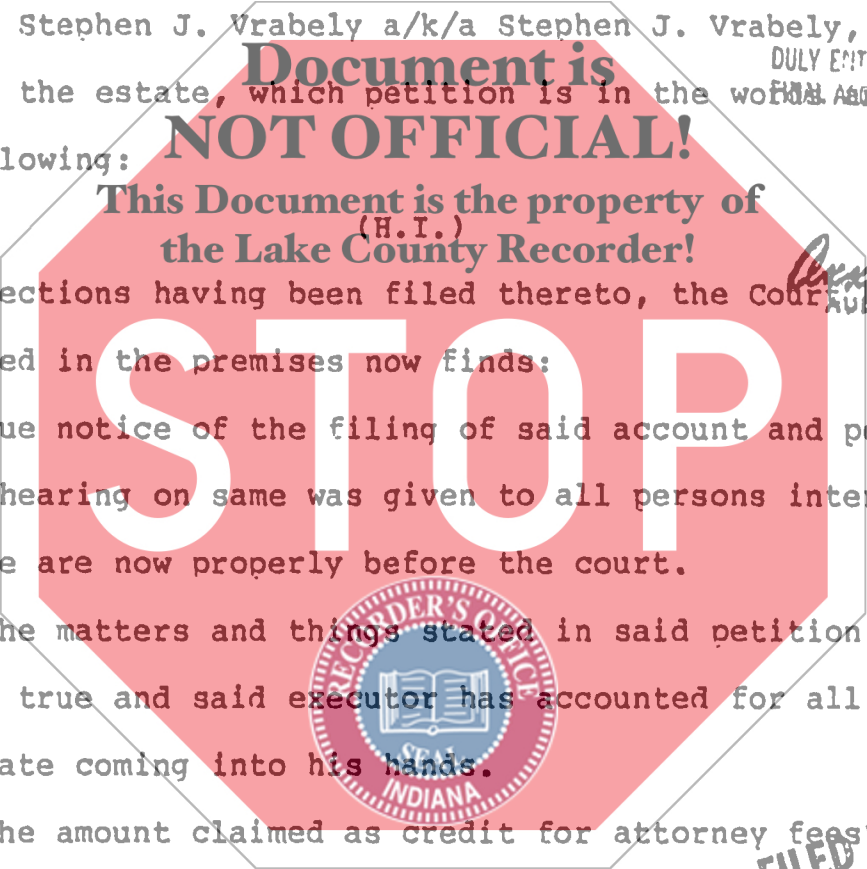 Stephen J. Vrabely a/k/a Stephen J. Vrabely,
Document is
DULY
the estate, which petition is in the words
NOT OFFICIAL!
lowing:
This Document is the property of
(H.I.)
the Lake County Recorder!
ections having been filed thereto, the Cour
ed in the premises now finds:
STOP
ue notice of the filing of said account and pe
hearing on same was given to all persons inter
e are now properly before the court.
he matters and things stated in said petition
true and said executor has accounted for all
ate coming into his hands.
he amount claimed as credit for attorney fees
RECORDER'S OFFICE
SEAL
INDIANA
FILED